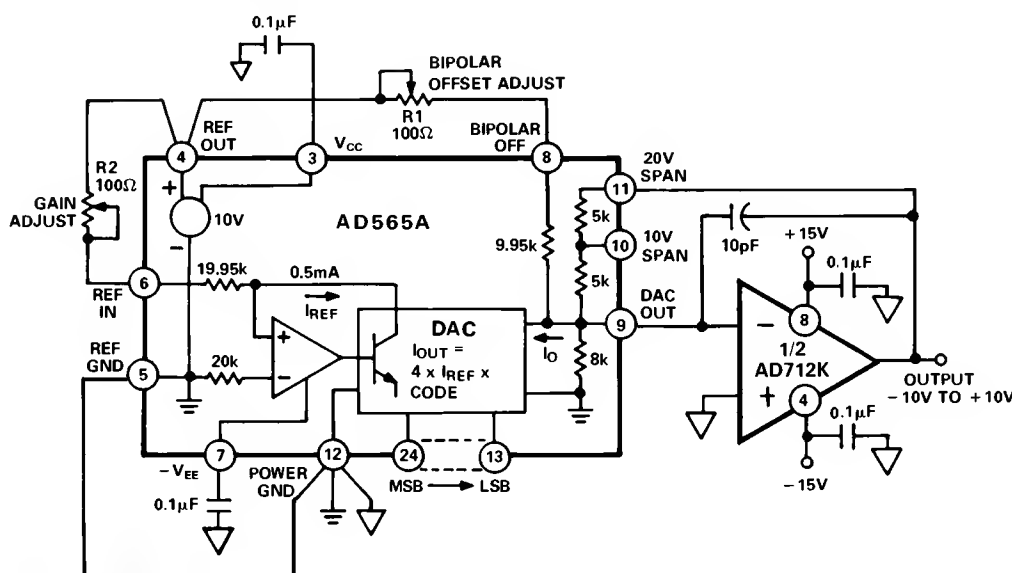 0.1μF
BIPOLAR
OFFSET ADJUST
R1
100Ω
REF
OUT
4
VCC
3
BIPOLAR
OFF
8
R2
100Ω
GAIN
ADJUST
+
10V
−
AD565A
20V
SPAN
11
5k
10V
SPAN
10
5k
9.95k
10pF
+15V
0.1μF
6
REF
IN
19.95k
0.5mA
IREF
DAC
OUT
9
IO
8k
DAC
IOUT =
4 x IREF x
CODE
REF
GND
5
20k
+
−
−
8
1/2
AD712K
+
4
OUTPUT
−10V TO +10V
0.1μF
−15V
−VEE
7
POWER
GND
12
24
13
MSB
LSB
0.1μF